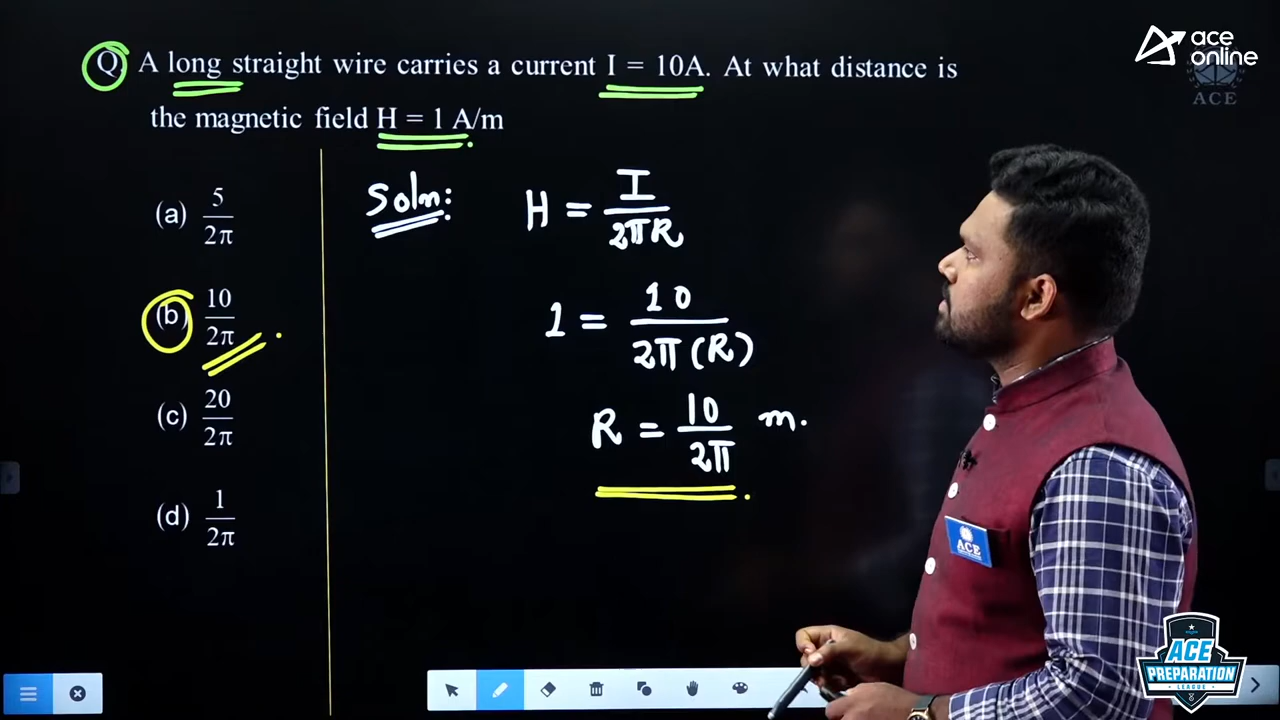 Q. A long straight wire carries a current I = 10A. At what distance is
the magnetic field H = 1 A/m
(a) 5/2π
(b) 10/2π
(c) 20/2π
(d) 1/2π
Soln:
H = I/2πR
1 = 10/2π(R)
R = 10/2π m.
ace
online
ACE
ACE
ACE
PREPARATION
LEAGUE